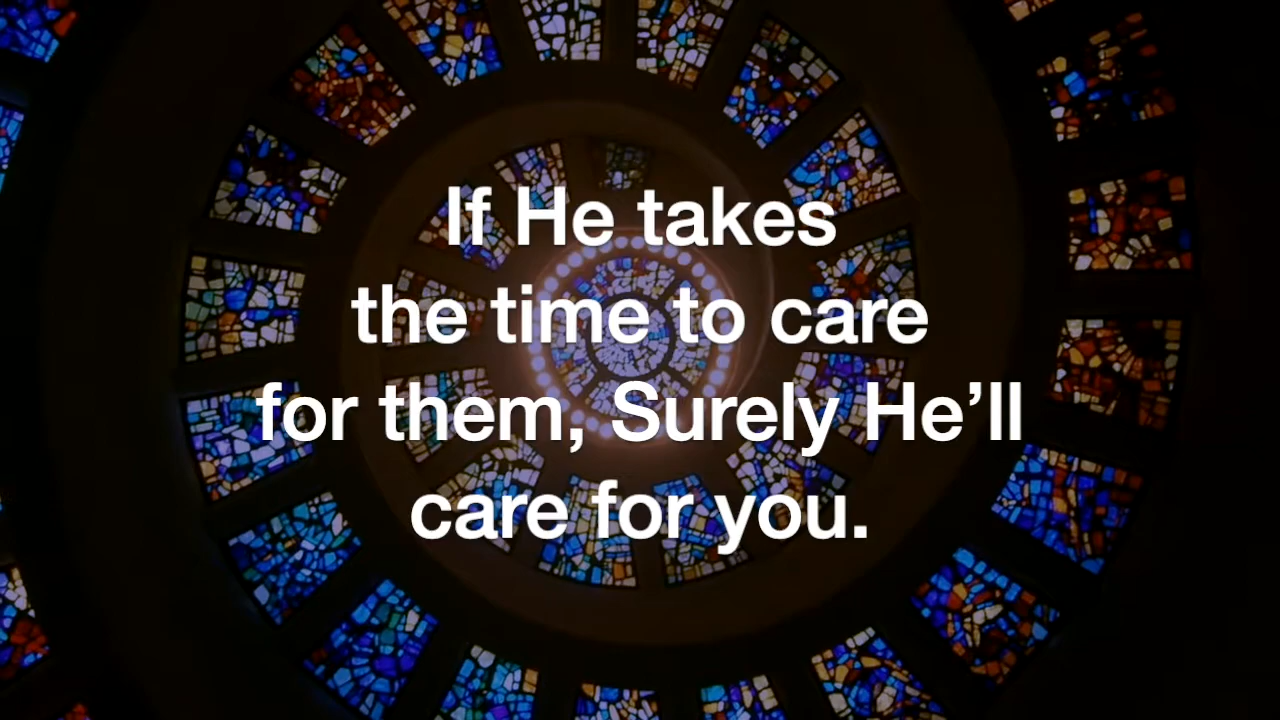 If He takes
the time to care
for them, Surely He’ll
care for you.